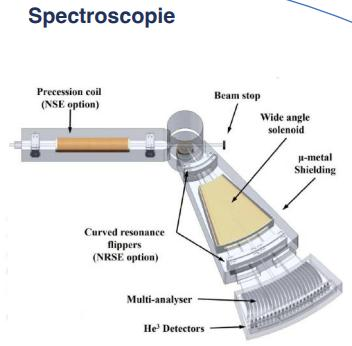 Spectroscopie
Precession coil
(NSE option)
Beam stop
Wide angle
solenoid
μ-metal
Shielding
Curved resonance
flippers
(NRSE option)
Multi-analyser
He³ Detectors